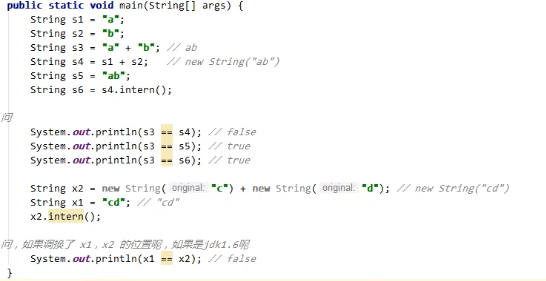 public static void main(String[] args) {
String s1 = "a";
String s2 = "b";
String s3 = "a" + "b"; // ab
String s4 = s1 + s2;   // new String("ab")
String s5 = "ab";
String s6 = s4.intern();
问
System.out.println(s3 == s4); // false
System.out.println(s3 == s5); // true
System.out.println(s3 == s6); // true
String x2 = new String( original: "c") + new String( original: "d"); // new String("cd")
String x1 = "cd"; // "cd"
x2.intern();
问，如果调换了 x1，x2 的位置呢，如果是jdk1.6呢
System.out.println(x1 == x2); // false
}